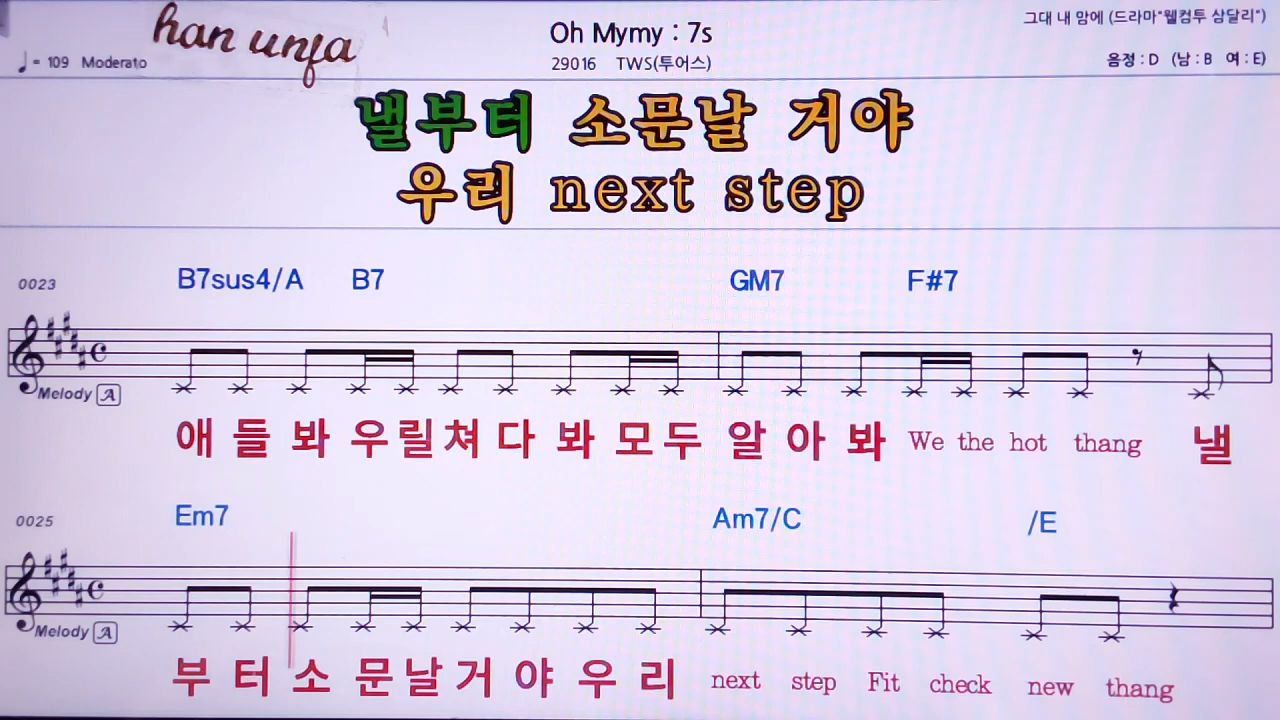 han unja
Oh Mymy : 7s
그대 내 맘에 (드라마"웰컴투 삼달리")
♩= 109 Moderato
29016 TWS(투어스)
음정 : D (남 : B 여 : E)
낼부터 소문날 거야
우리 next step
0023 B7sus4/A B7 GM7 F#7
Melody A
애 들 봐 우릴쳐다 봐 모두 알 아 봐 We the hot thang 낼
0025 Em7 Am7/C /E
Melody A
부 터 소 문날거 야 우 리 next step Fit check new thang